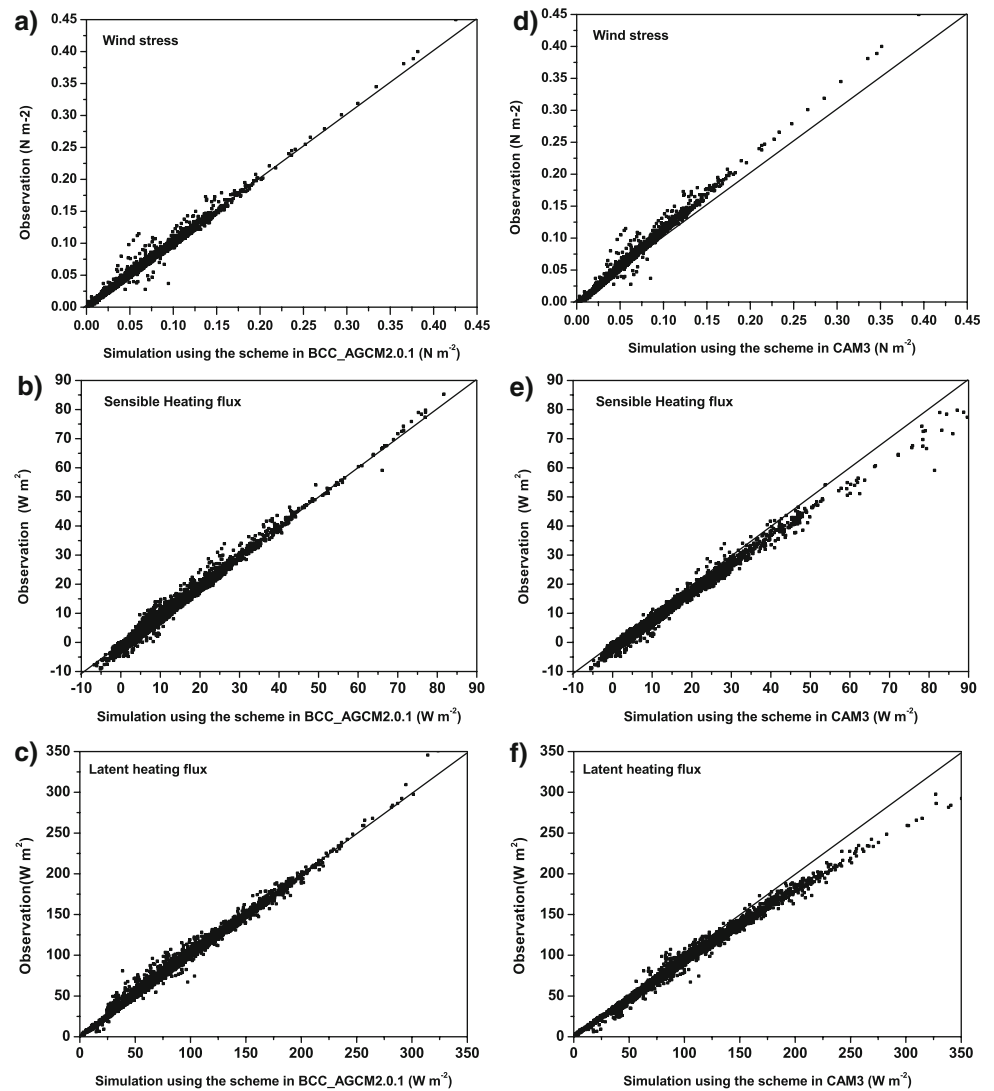 a)
Wind stress
Observation (N m-2)
0.45
0.40
0.35
0.30
0.25
0.20
0.15
0.10
0.05
0.00
0.00 0.05 0.10 0.15 0.20 0.25 0.30 0.35 0.40 0.45
Simulation using the scheme in BCC_AGCM2.0.1 (N m-2)
d)
Wind stress
Observation (N m-2)
0.45
0.40
0.35
0.30
0.25
0.20
0.15
0.10
0.05
0.00
0.00 0.05 0.10 0.15 0.20 0.25 0.30 0.35 0.40 0.45
Simulation using the scheme in CAM3 (N m-2)
b)
Sensible Heating flux
Observation (W m2)
90
80
70
60
50
40
30
20
10
0
-10
-10 0 10 20 30 40 50 60 70 80 90
Simulation using the scheme in BCC_AGCM2.0.1 (W m-2)
e)
Sensible Heating flux
Observation (W m2)
90
80
70
60
50
40
30
20
10
0
-10
-10 0 10 20 30 40 50 60 70 80 90
Simulation using the scheme in CAM3 (W m-2)
c)
Latent heating flux
Observation(W m2)
350
300
250
200
150
100
50
0
0 50 100 150 200 250 300 350
Simulation using the scheme in BCC_AGCM2.0.1 (W m-2)
f)
Latent heating flux
Observation(W m2)
350
300
250
200
150
100
50
0
0 50 100 150 200 250 300 350
Simulation using the scheme in CAM3 (W m-2)